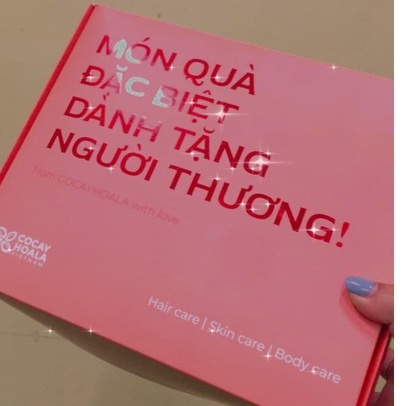 MÓN QUÀ
ĐẶC BIỆT
DÀNH TẶNG
NGƯỜI THƯƠNG!
from COCAYHOALA with love
COCAY
HOALA
VIETNAM
Hair care | Skin care | Body care